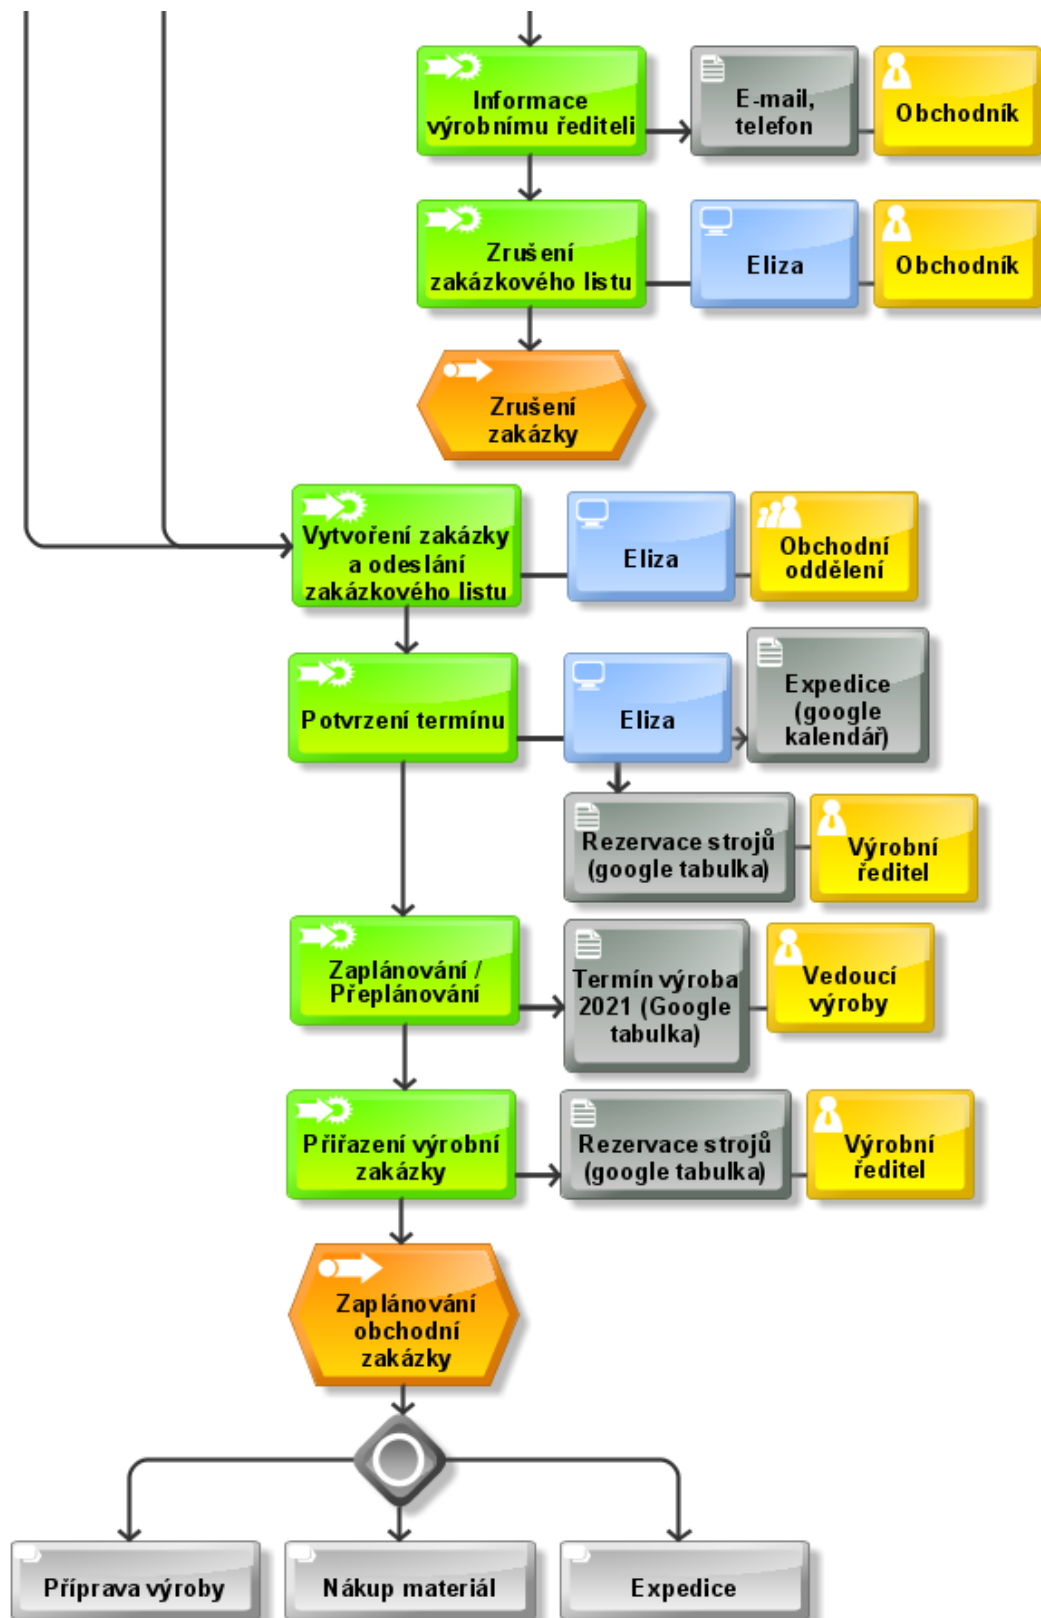 Informace
výrobnímu řediteli
E-mail,
telefon
Obchodník
Zrušení
zakázkového listu
Eliza
Obchodník
Zrušení
zakázky
Vytvoření zakázky
a odeslání
zakázkového listu
Eliza
Obchodní
oddělení
Potvrzení termínu
Eliza
Expedice
(google
kalendář)
Rezervace strojů
(google tabulka)
Výrobní
ředitel
Zaplánování /
Přeplánování
Termín výroba
2021 (Google
tabulka)
Vedoucí
výroby
Přiřazení výrobní
zakázky
Rezervace strojů
(google tabulka)
Výrobní
ředitel
Zaplánování
obchodní
zakázky
Příprava výroby
Nákup materiál
Expedice